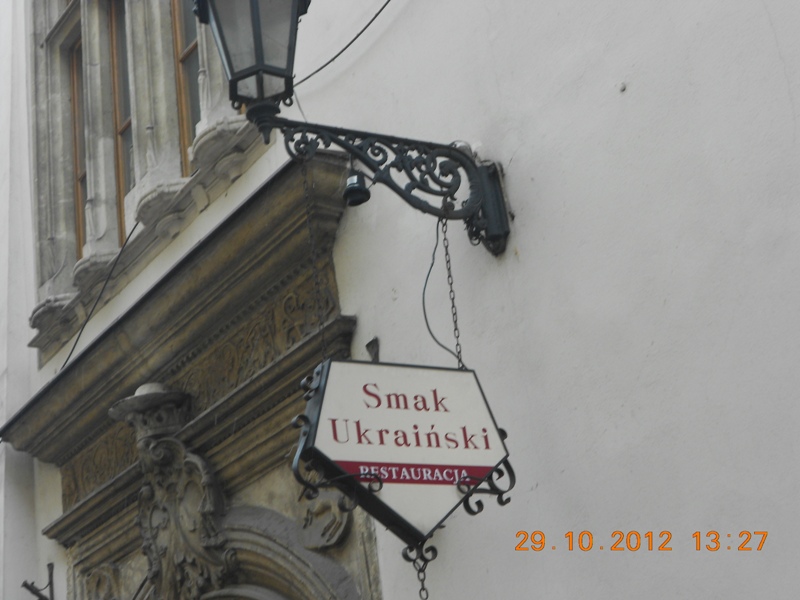 Smak
Ukraiński
RESTAURACJA
29.10.2012 13:27